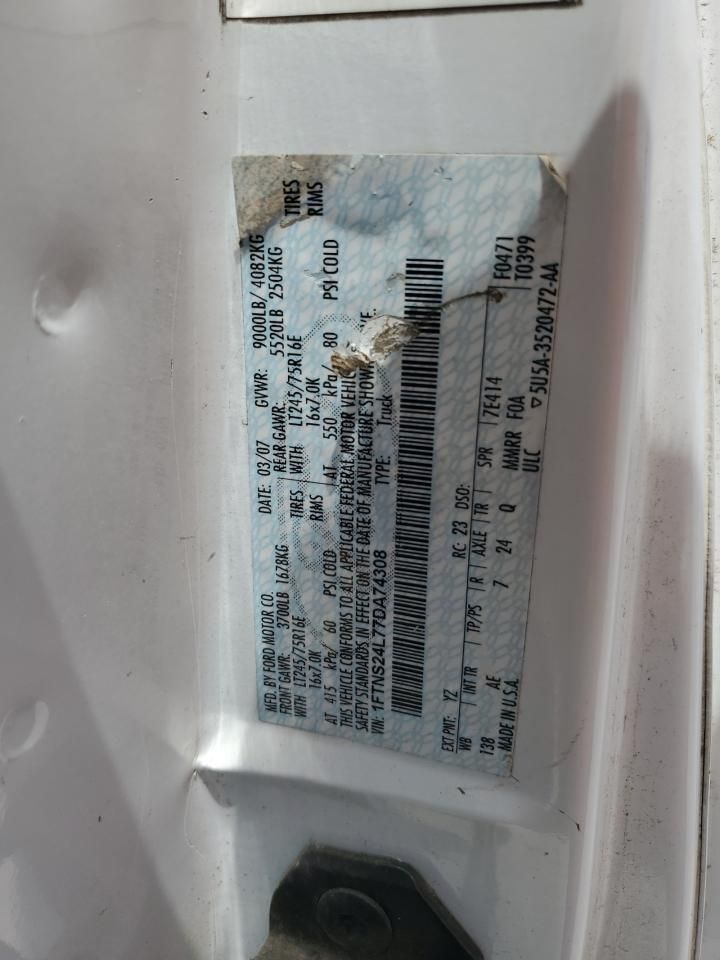 MFD. BY FORD MOTOR CO. DATE: 03/07 GVWR: 9000LB/ 4082KG
FRONT GAWR: 3700LB 1678KG REAR GAWR: 5520LB 2504KG
WITH LT245/75R16E TIRES WITH LT245/75R16E TIRES
16x7.0K RIMS 16x7.0K RIMS
AT 415 kPa/ 60 PSI COLD AT 550 kPa/ 80 PSI COLD
THIS VEHICLE CONFORMS TO ALL APPLICABLE FEDERAL MOTOR VEHICLE
SAFETY STANDARDS IN EFFECT ON THE DATE OF MANUFACTURE SHOWN
VIN: 1FTNS24L77DA74308 TYPE: Truck
EXT PNT: YZ RC: 23 DSO: F0471
WB INT TR TP/PS R AXLE TR SPR 17E414 T0399
138 AE 7 24 Q MMRR F0A
MADE IN U.S.A. ULC ▽5U5A-3520472-AA